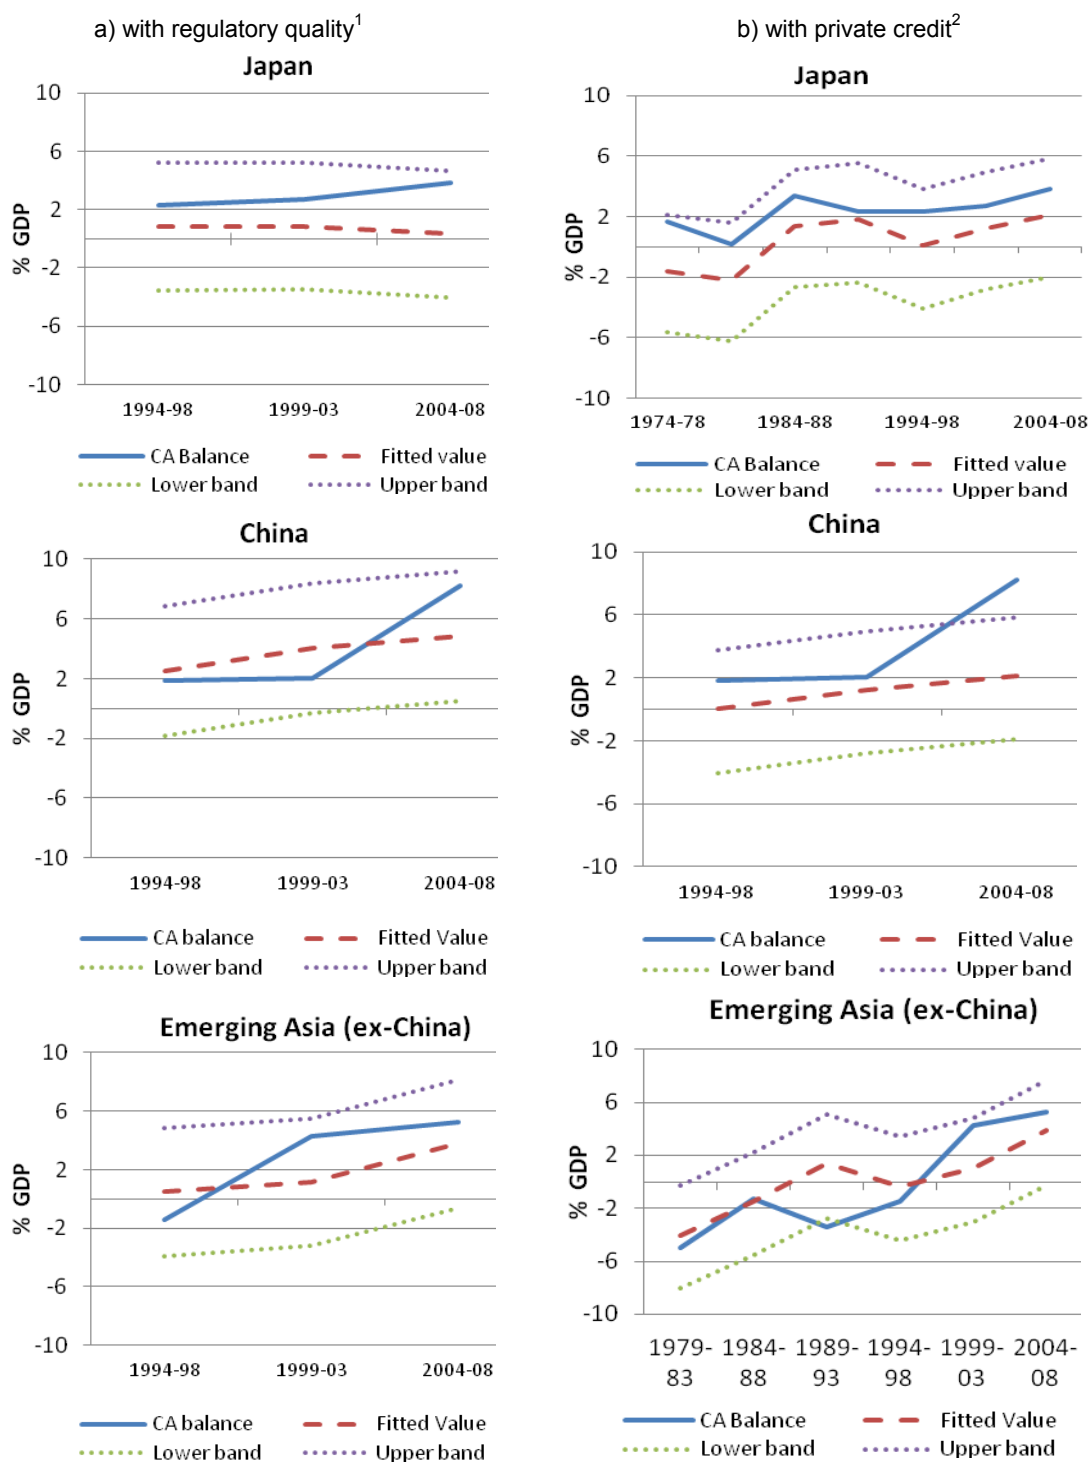 a) with regulatory quality¹
Japan
10
6
2
-2
-6
-10
% GDP
1994-98 1999-03 2004-08
CA Balance Fitted value
Lower band Upper band
b) with private credit²
Japan
10
6
2
-2
-6
-10
% GDP
1974-78 1984-88 1994-98 2004-08
CA Balance Fitted value
Lower band Upper band
China
10
6
2
-2
-6
-10
% GDP
1994-98 1999-03 2004-08
CA balance Fitted Value
Lower band Upper band
China
10
6
2
-2
-6
-10
% GDP
1994-98 1999-03 2004-08
CA balance Fitted Value
Lower band Upper band
Emerging Asia (ex-China)
10
6
2
-2
-6
-10
% GDP
1994-98 1999-03 2004-08
CA balance Fitted Value
Lower band Upper band
Emerging Asia (ex-China)
10
6
2
-2
-6
-10
% GDP
1979- 1984- 1989- 1994- 1999- 2004-
83 88 93 98 03 08
CA Balance Fitted Value
Lower band Upper band